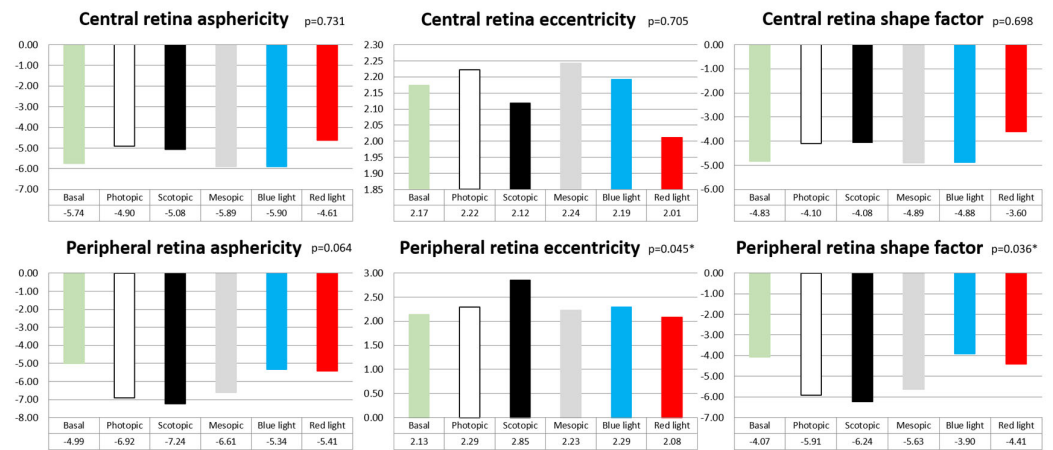 Central retina asphericity p=0.731
0.00
-1.00
-2.00
-3.00
-4.00
-5.00
-6.00
-7.00
Basal Photopic Scotopic Mesopic Blue light Red light
-5.74 -4.90 -5.08 -5.89 -5.90 -4.61
Central retina eccentricity p=0.705
2.30
2.25
2.20
2.15
2.10
2.05
2.00
1.95
1.90
1.85
Basal Photopic Scotopic Mesopic Blue light Red light
2.17 2.22 2.12 2.24 2.19 2.01
Central retina shape factor p=0.698
0.00
-1.00
-2.00
-3.00
-4.00
-5.00
-6.00
Basal Photopic Scotopic Mesopic Blue light Red light
-4.83 -4.10 -4.08 -4.89 -4.88 -3.60
Peripheral retina asphericity p=0.064
0.00
-1.00
-2.00
-3.00
-4.00
-5.00
-6.00
-7.00
-8.00
Basal Photopic Scotopic Mesopic Blue light Red light
-4.99 -6.92 -7.24 -6.61 -5.34 -5.41
Peripheral retina eccentricity p=0.045*
3.00
2.50
2.00
1.50
1.00
0.50
0.00
Basal Photopic Scotopic Mesopic Blue light Red light
2.13 2.29 2.85 2.23 2.29 2.08
Peripheral retina shape factor p=0.036*
0.00
-1.00
-2.00
-3.00
-4.00
-5.00
-6.00
-7.00
Basal Photopic Scotopic Mesopic Blue light Red light
-4.07 -5.91 -6.24 -5.63 -3.90 -4.41